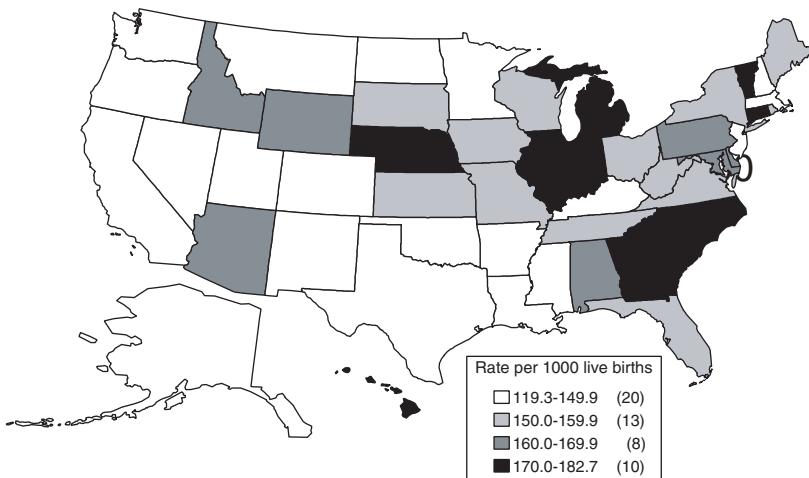 Rate per 1000 live births
119.3-149.9 (20)
150.0-159.9 (13)
160.0-169.9 (8)
170.0-182.7 (10)